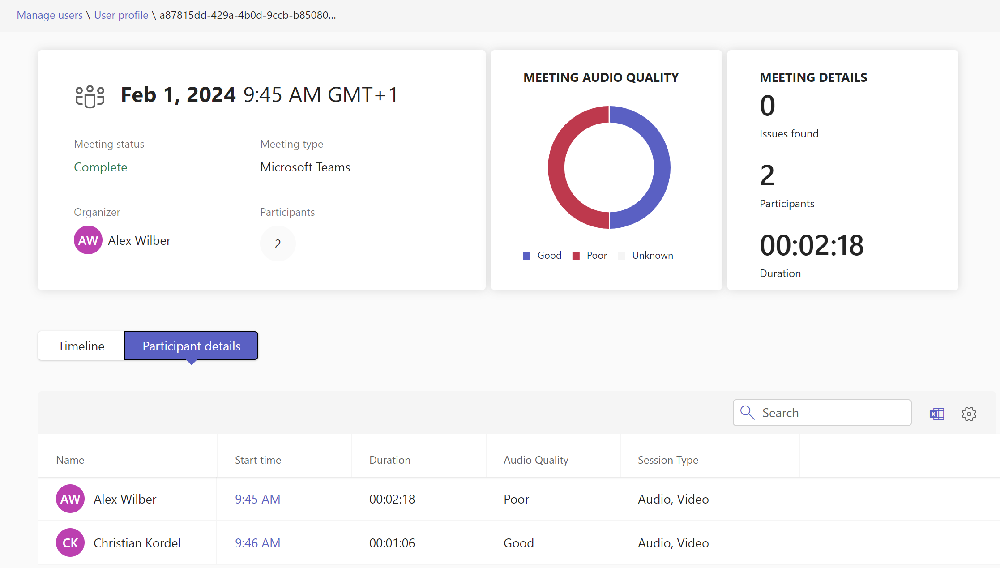 Manage users \ User profile \ a87815dd-429a-4b0d-9ccb-b85080...
Feb 1, 2024 9:45 AM GMT+1
Meeting status
Meeting type
Complete
Microsoft Teams
Organizer
Participants
AW Alex Wilber
2
MEETING AUDIO QUALITY
Good Poor Unknown
MEETING DETAILS
0
Issues found
2
Participants
00:02:18
Duration
Timeline
Participant details
Search
Name Start time Duration Audio Quality Session Type
AW Alex Wilber 9:45 AM 00:02:18 Poor Audio, Video
CK Christian Kordel 9:46 AM 00:01:06 Good Audio, Video